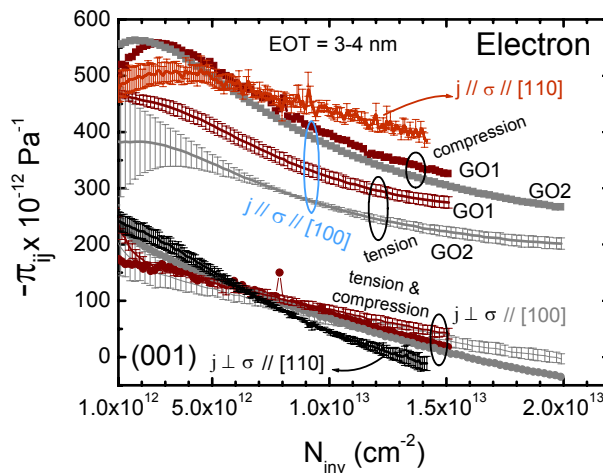 EOT = 3-4 nm
Electron
j // σ // [110]
compression
GO1
GO2
GO1
j // σ // [100]
tension
GO2
tension &
compression
j ⊥ σ // [100]
j ⊥ σ // [110]
(001)
-π_ij x 10^-12 Pa^-1
600
500
400
300
200
100
0
1.0x10^12
5.0x10^12
1.0x10^13
1.5x10^13
2.0x10^13
N_inv (cm^-2)